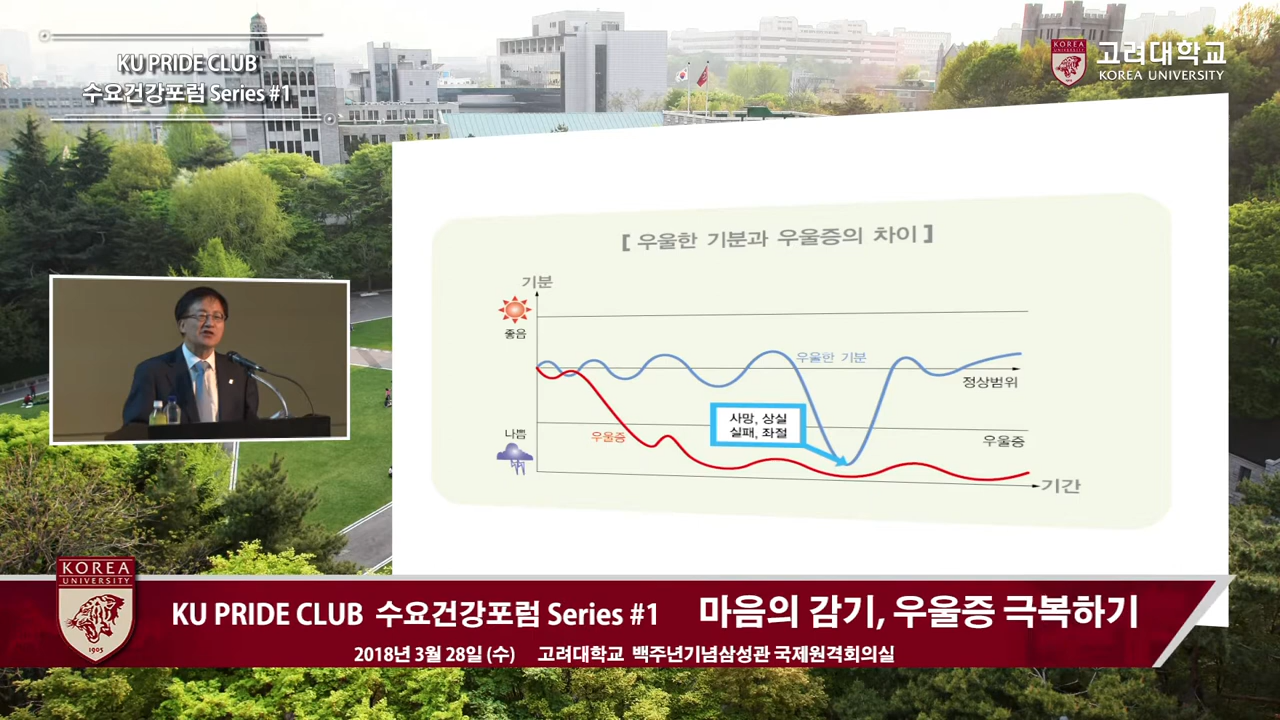 KU PRIDE CLUB
수요건강포럼 Series #1
KOREA
고려대학교
KOREA UNIVERSITY
[ 우울한 기분과 우울증의 차이 ]
기분
좋음
우울한 기분
정상범위
사망, 상실
실패, 좌절
나쁨
우울증
우울증
기간
KOREA
UNIVERSITY
1905
KU PRIDE CLUB 수요건강포럼 Series #1 마음의 감기, 우울증 극복하기
2018년 3월 28일 (수) 고려대학교 백주년기념삼성관 국제원격회의실